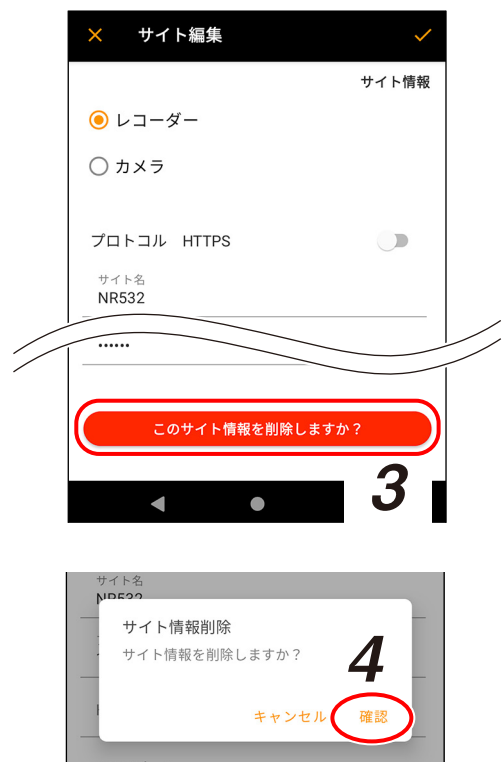 サイト編集
サイト情報
レコーダー
カメラ
プロトコル HTTPS
サイト名
NR532
••••••
このサイト情報を削除しますか？
3
サイト名
NR532
サイト情報削除
サイト情報を削除しますか？
4
キャンセル 確認